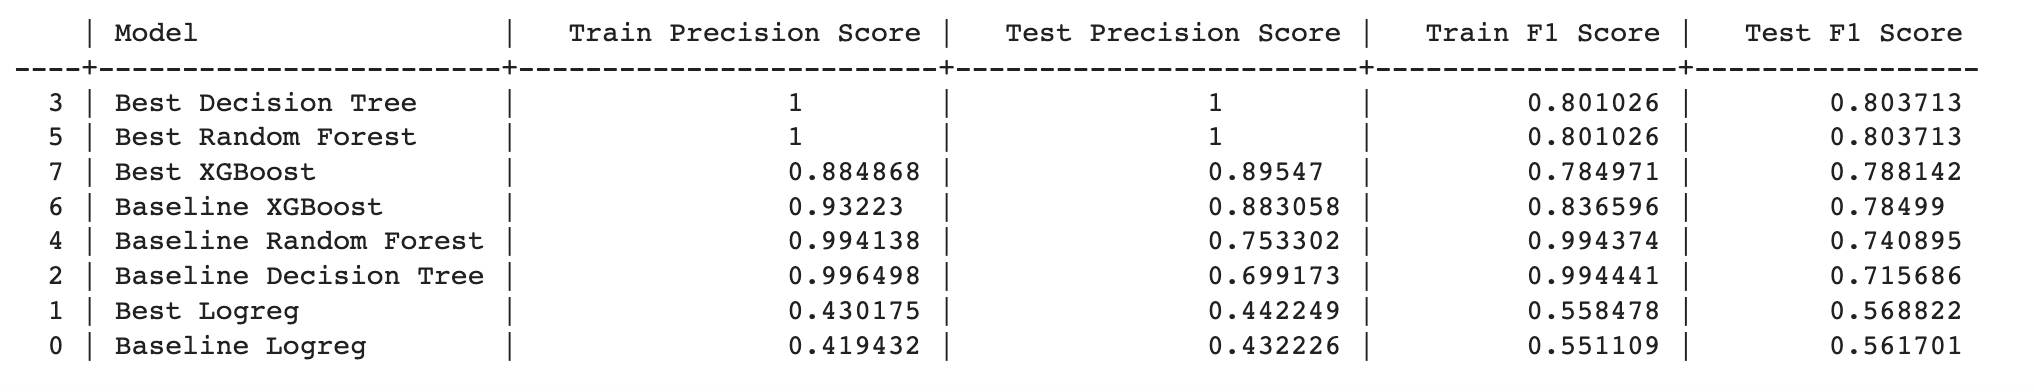 | Model                  |   Train Precision Score |   Test Precision Score |   Train F1 Score |   Test F1 Score
----+------------------------+-------------------------+------------------------+------------------+-----------------
  3 | Best Decision Tree     |                1        |               1        |         0.801026 |        0.803713
  5 | Best Random Forest     |                1        |               1        |         0.801026 |        0.803713
  7 | Best XGBoost           |                0.884868 |               0.89547  |         0.784971 |        0.788142
  6 | Baseline XGBoost       |                0.93223  |               0.883058 |         0.836596 |        0.78499
  4 | Baseline Random Forest |                0.994138 |               0.753302 |         0.994374 |        0.740895
  2 | Baseline Decision Tree |                0.996498 |               0.699173 |         0.994441 |        0.715686
  1 | Best Logreg            |                0.430175 |               0.442249 |         0.558478 |        0.568822
  0 | Baseline Logreg        |                0.419432 |               0.432226 |         0.551109 |        0.561701